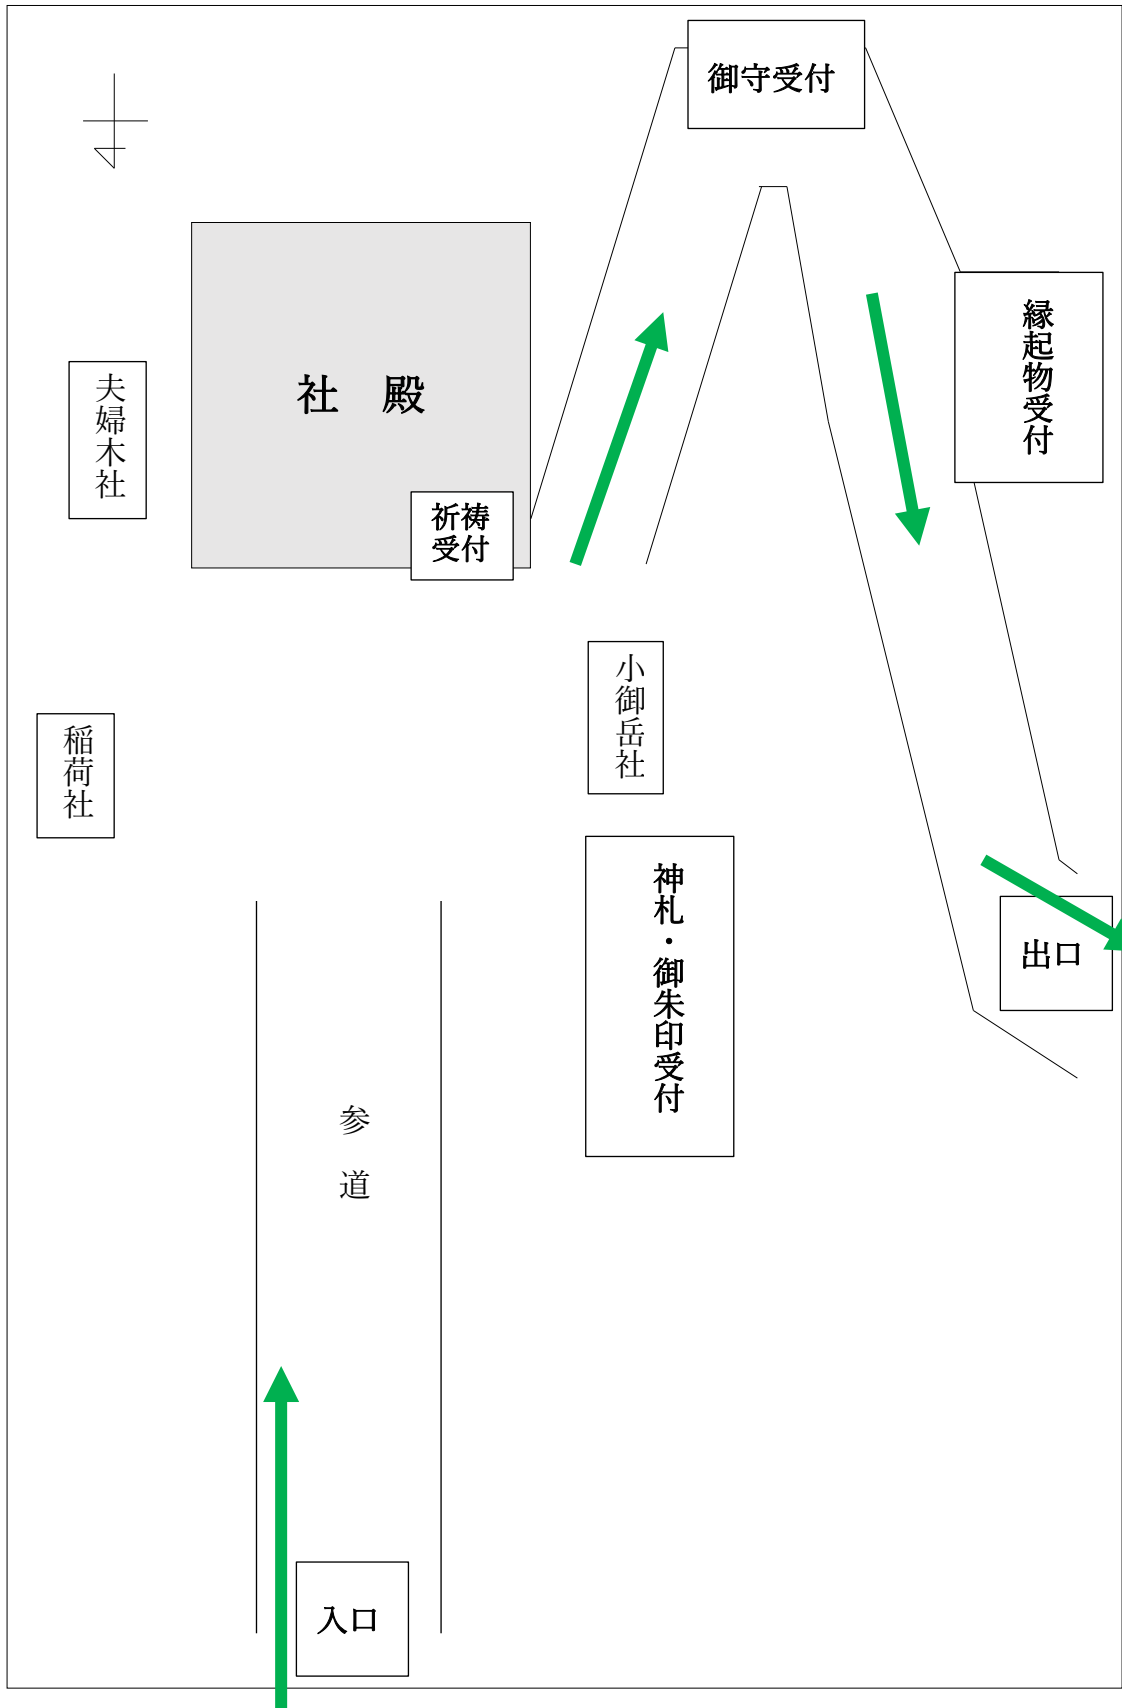 御守受付
縁起物受付
社　殿
夫婦木社
祈祷
受付
小御岳社
稲荷社
神札・御朱印受付
出口
参　道
入口